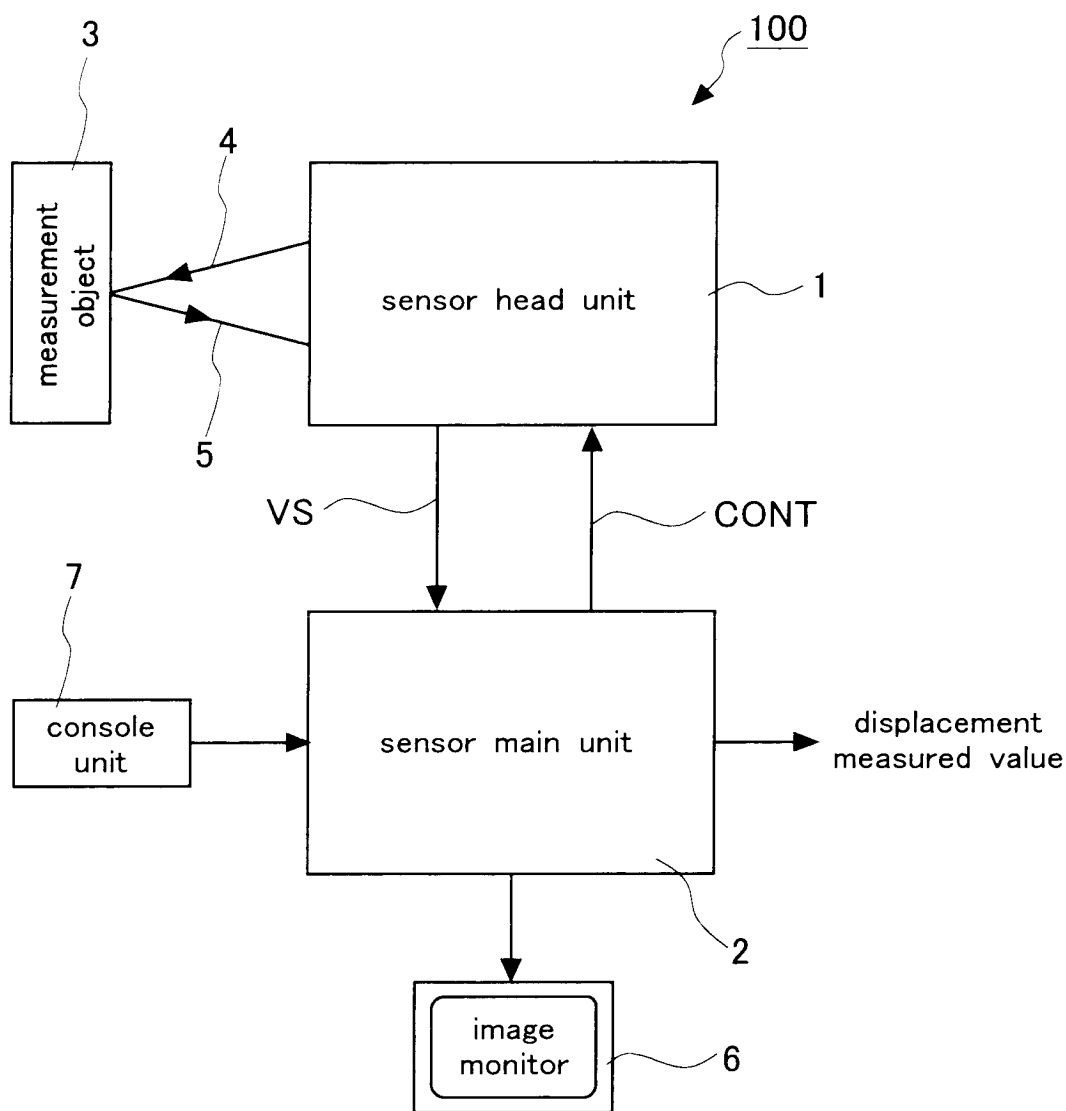 100
3
4
measurement
object
sensor head unit
1
5
VS
CONT
7
console
unit
sensor main unit
displacement
measured value
2
image
monitor
6